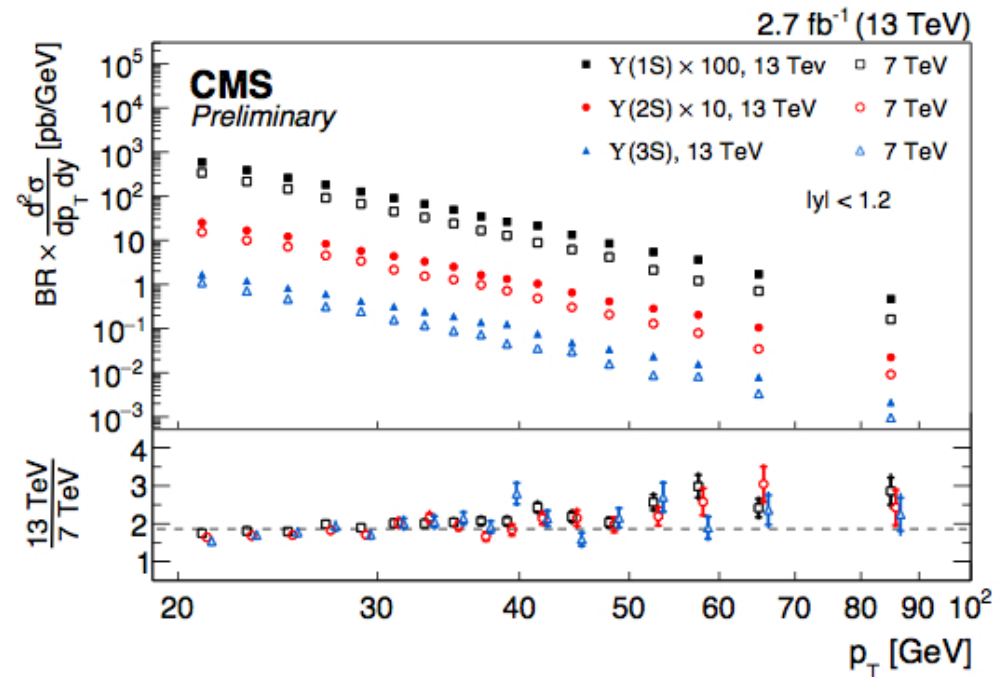 2.7 fb⁻¹ (13 TeV)
CMS
Preliminary
ϒ(1S) × 100, 13 Tev
7 TeV
ϒ(2S) × 10, 13 TeV
7 TeV
ϒ(3S), 13 TeV
7 TeV
|y| < 1.2
BR × d²σ / dp_T dy [pb/GeV]
10⁵
10⁴
10³
10²
10
1
10⁻¹
10⁻²
10⁻³
13 TeV / 7 TeV
4
3
2
1
20 30 40 50 60 70 80 90 10²
p_T [GeV]